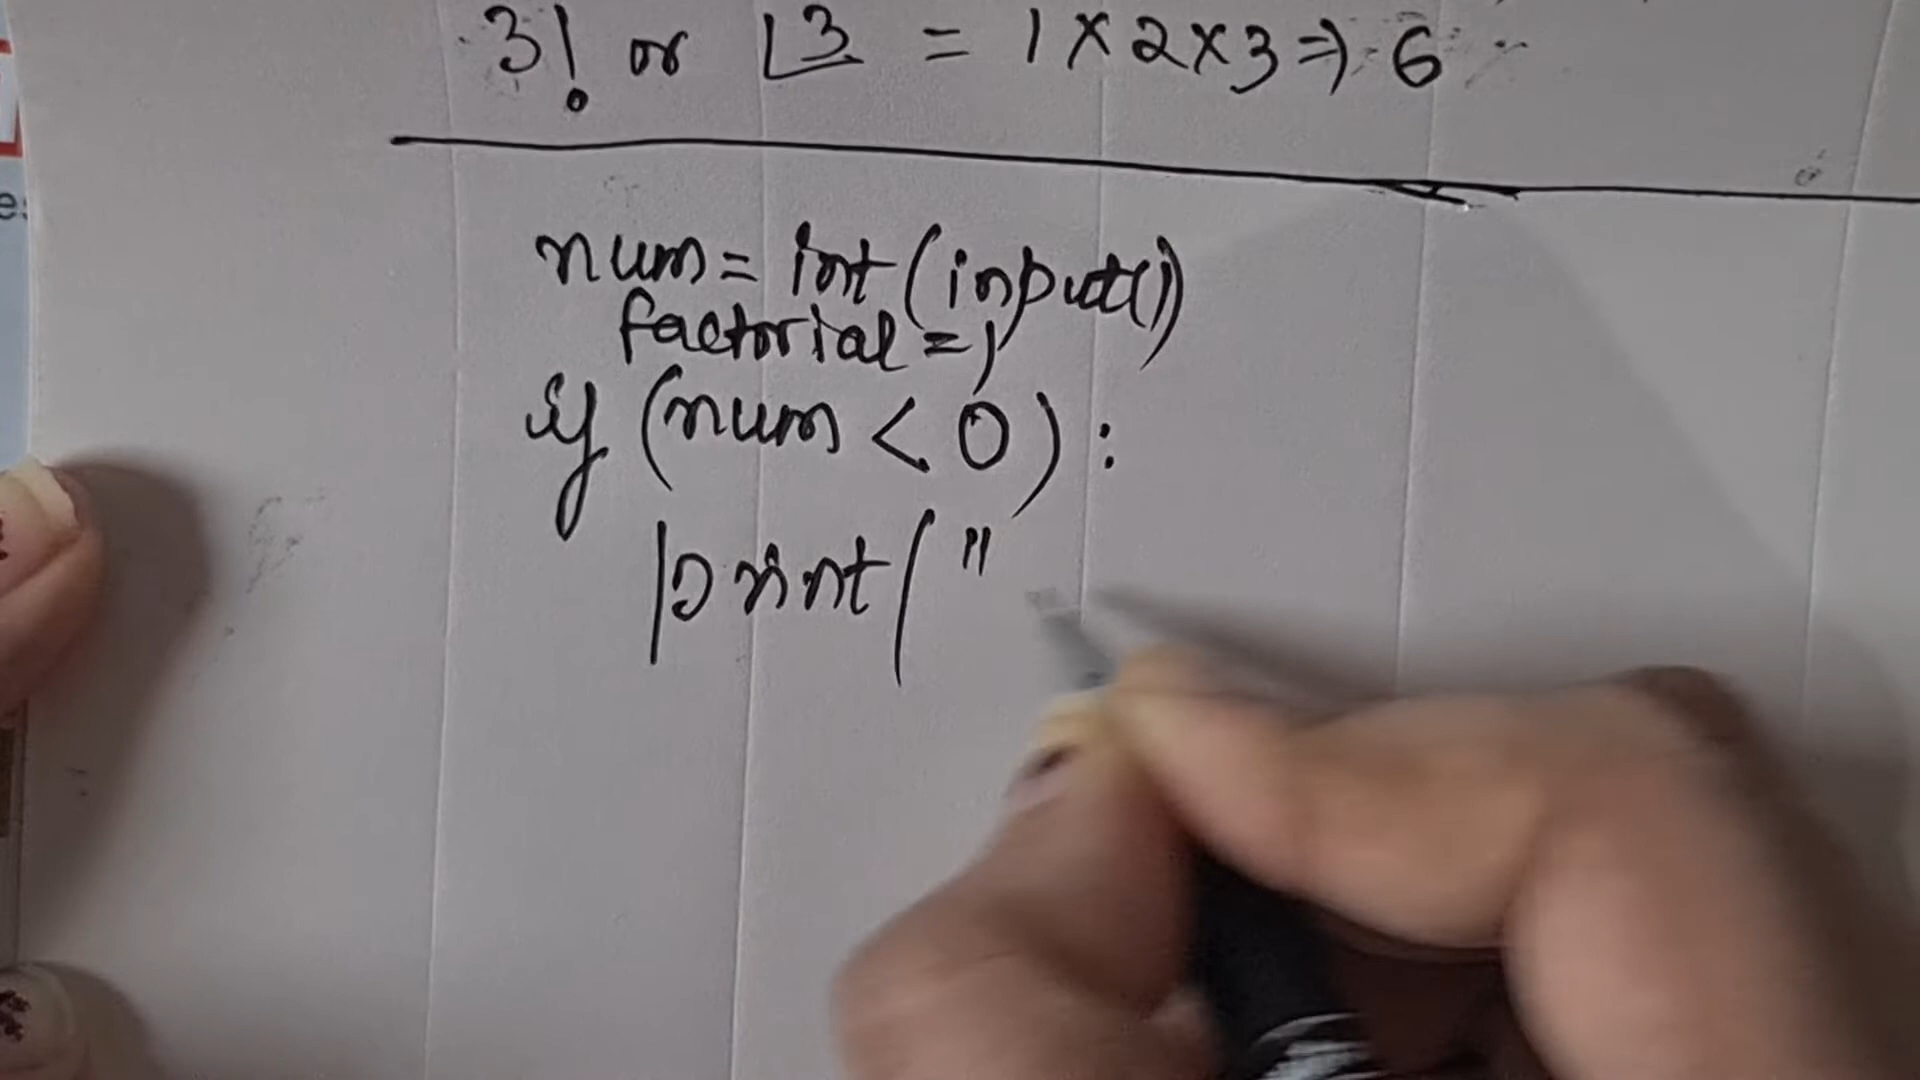 3! or |3 = 1 × 2 × 3 ⇒ 6
num = int(input())
factorial = 1
if (num < 0) :
print( "